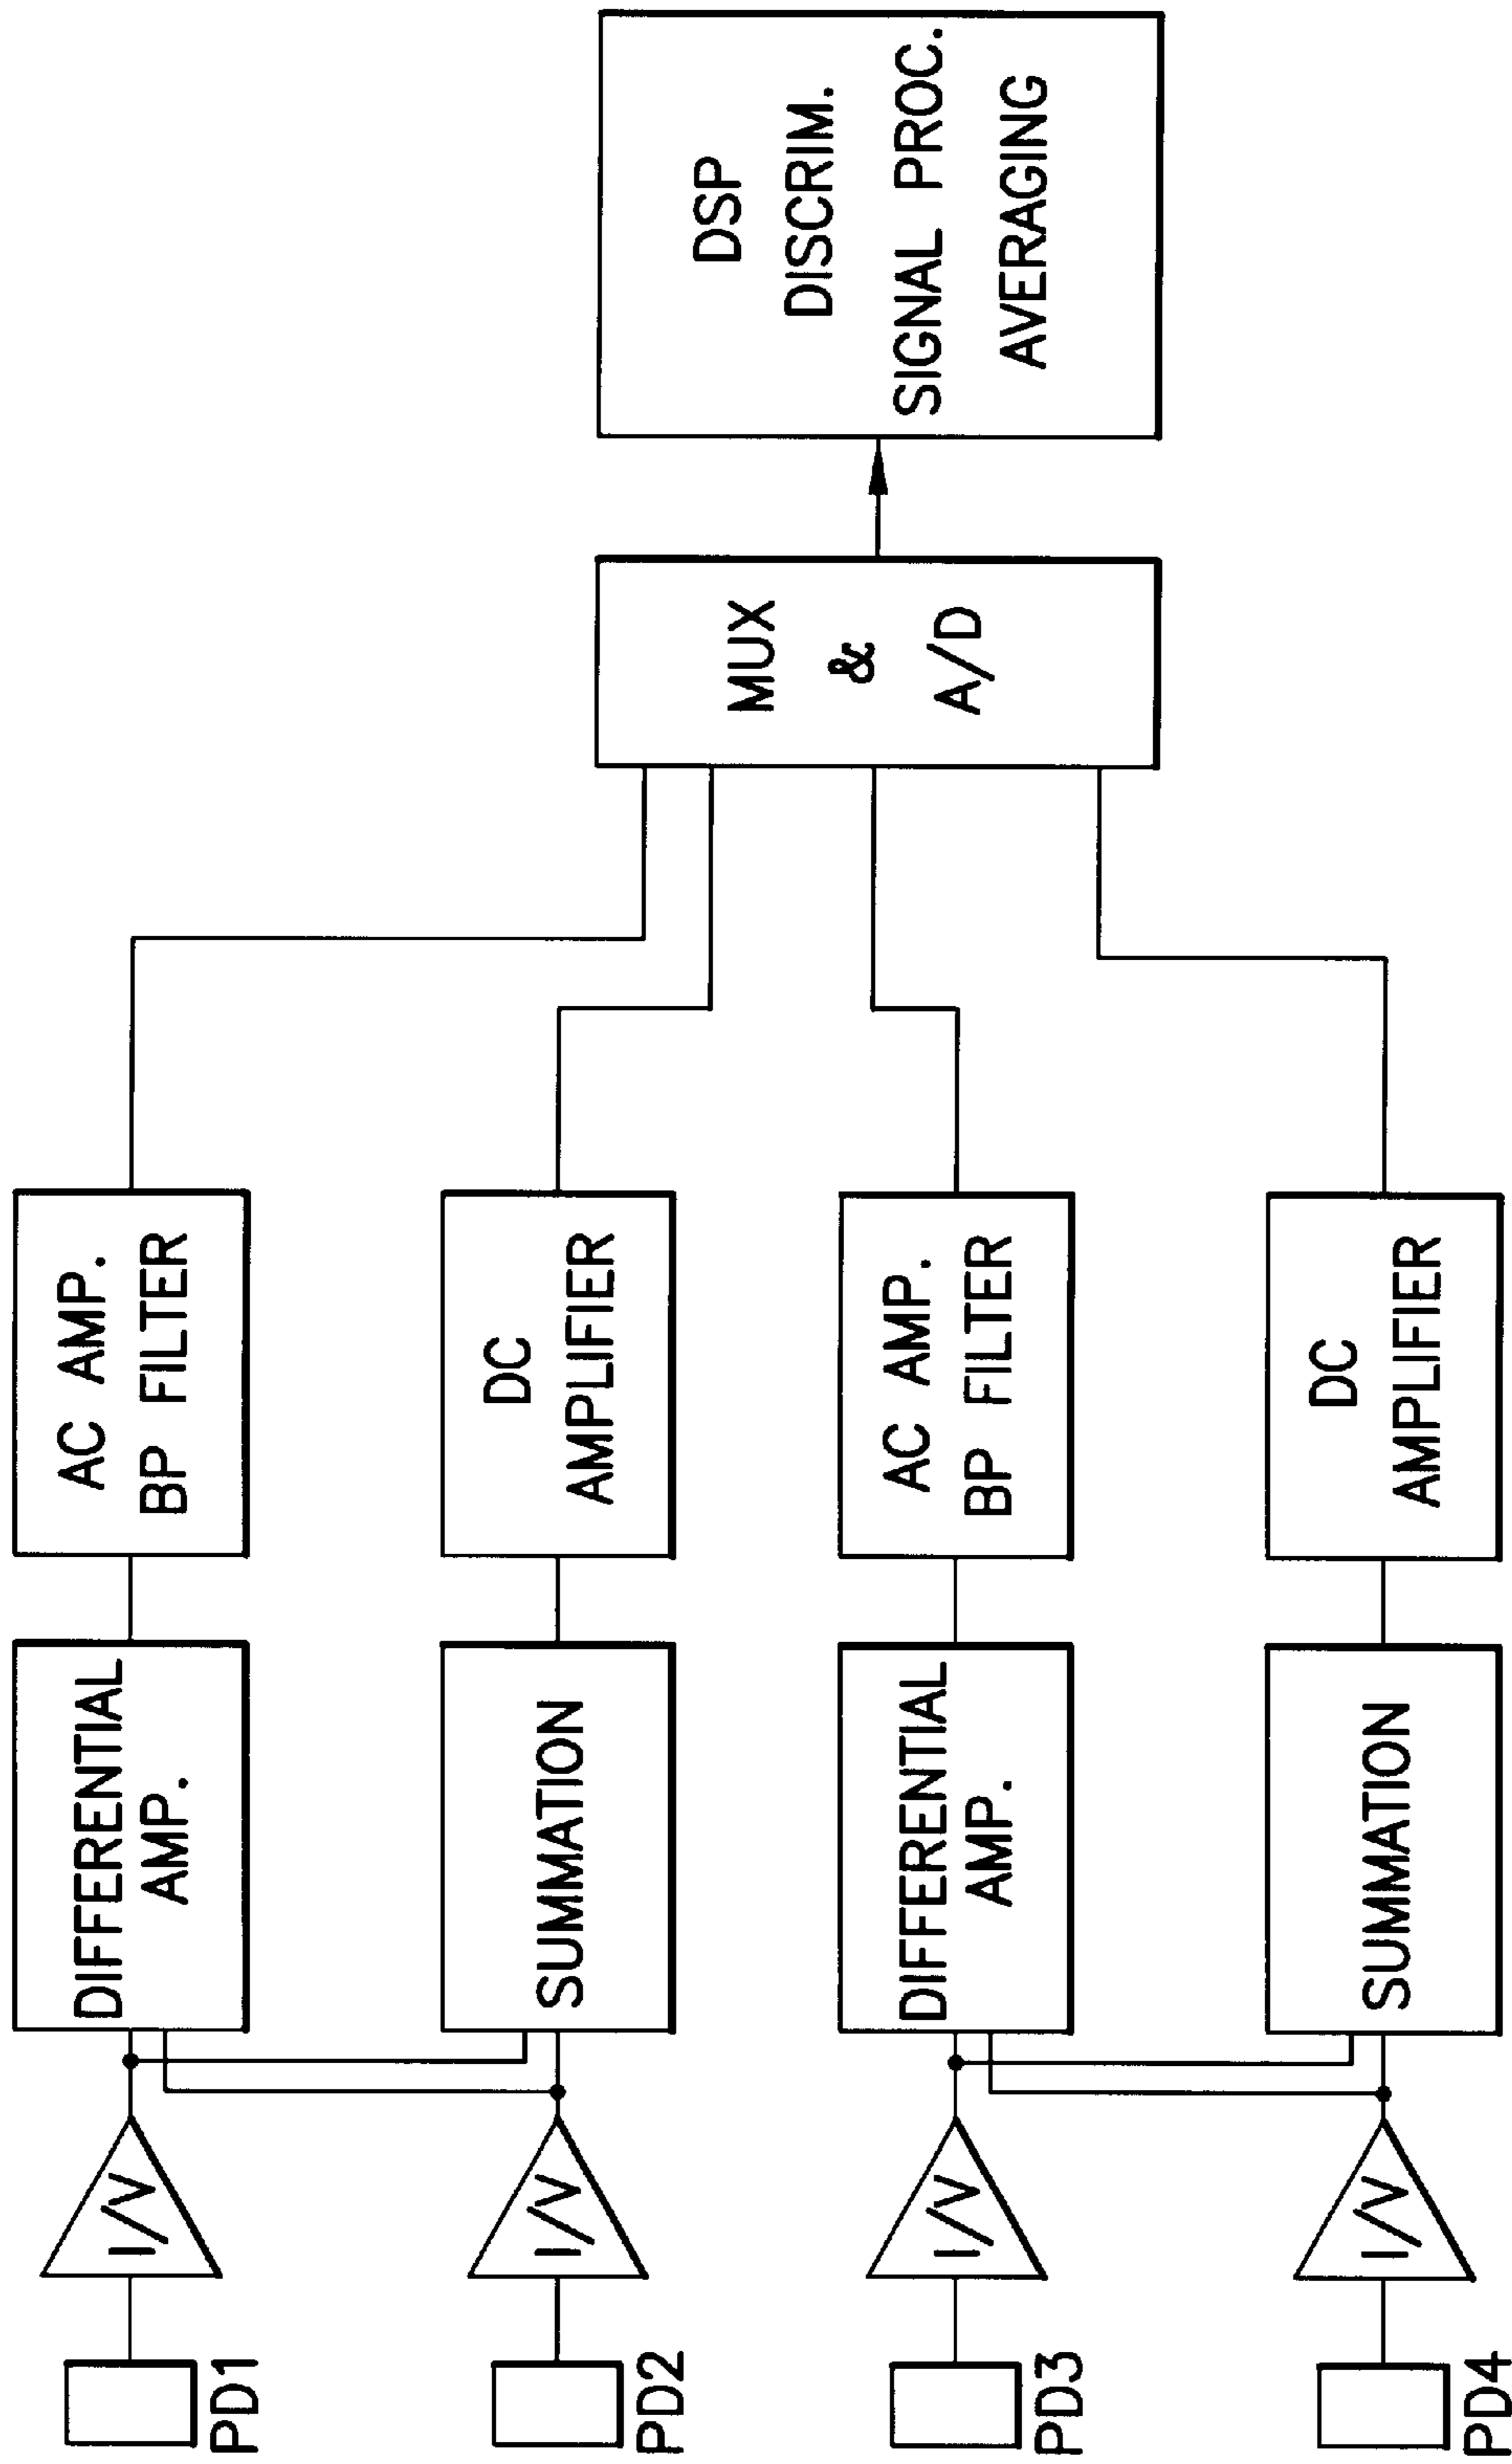 PD1
I/V
DIFFERENTIAL
AMP.
AC AMP.
BP FILTER
PD2
I/V
SUMMATION
DC
AMPLIFIER
PD3
I/V
DIFFERENTIAL
AMP.
AC AMP.
BP FILTER
PD4
I/V
SUMMATION
DC
AMPLIFIER
MUX
&
A/D
DSP
DISCRIM.
SIGNAL PROC.
AVERAGING